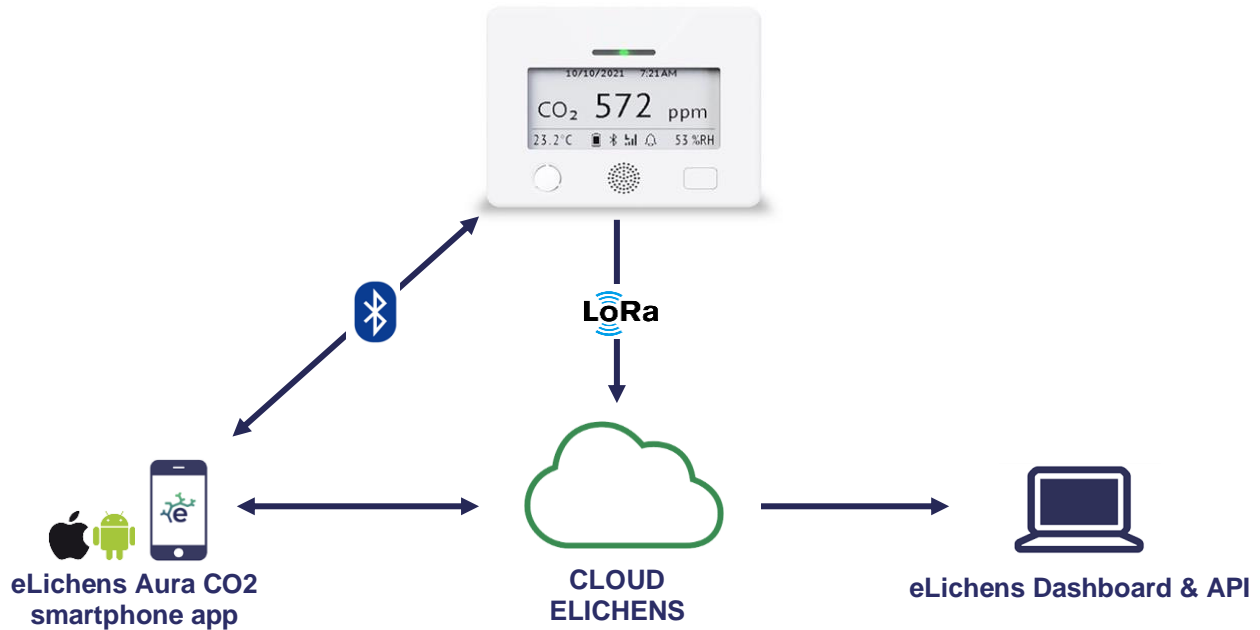 10/10/2021 7:21AM
CO₂ 572 ppm
23.2°C 53 %RH
LoRa
e
eLichens Aura CO2
smartphone app
CLOUD
ELICHENS
eLichens Dashboard & API